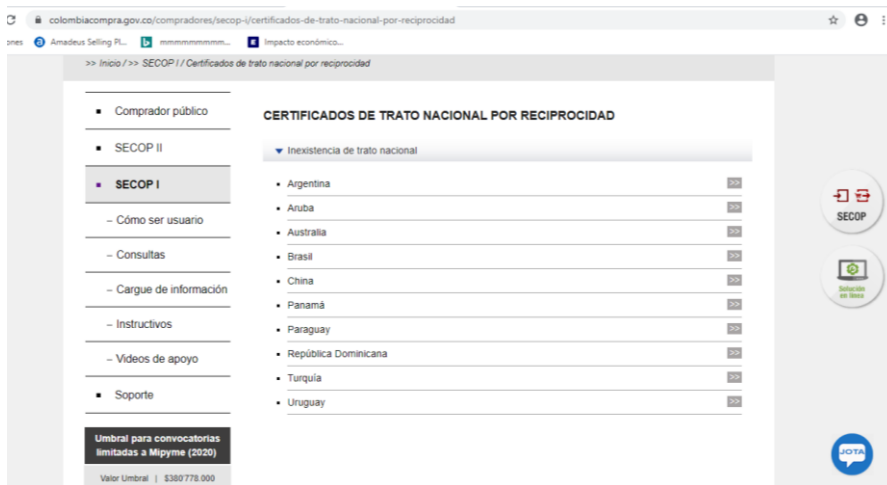 colombiacompra.gov.co/compradores/secop-i/certificados-de-trato-nacional-por-reciprocidad
ones Amadeus Selling Pl... mmmmmmmmm... Impacto económico...
>> Inicio / >> SECOP I / Certificados de trato nacional por reciprocidad
Comprador público
SECOP II
SECOP I
– Cómo ser usuario
– Consultas
– Cargue de información
– Instructivos
– Videos de apoyo
Soporte
Umbral para convocatorias
limitadas a Mipyme (2020)
Valor Umbral | $380'778.000
CERTIFICADOS DE TRATO NACIONAL POR RECIPROCIDAD
Inexistencia de trato nacional
Argentina >>
Aruba >>
Australia >>
Brasil >>
China >>
Panamá >>
Paraguay >>
República Dominicana >>
Turquía >>
Uruguay >>
SECOP
Solución
en línea
JOTA